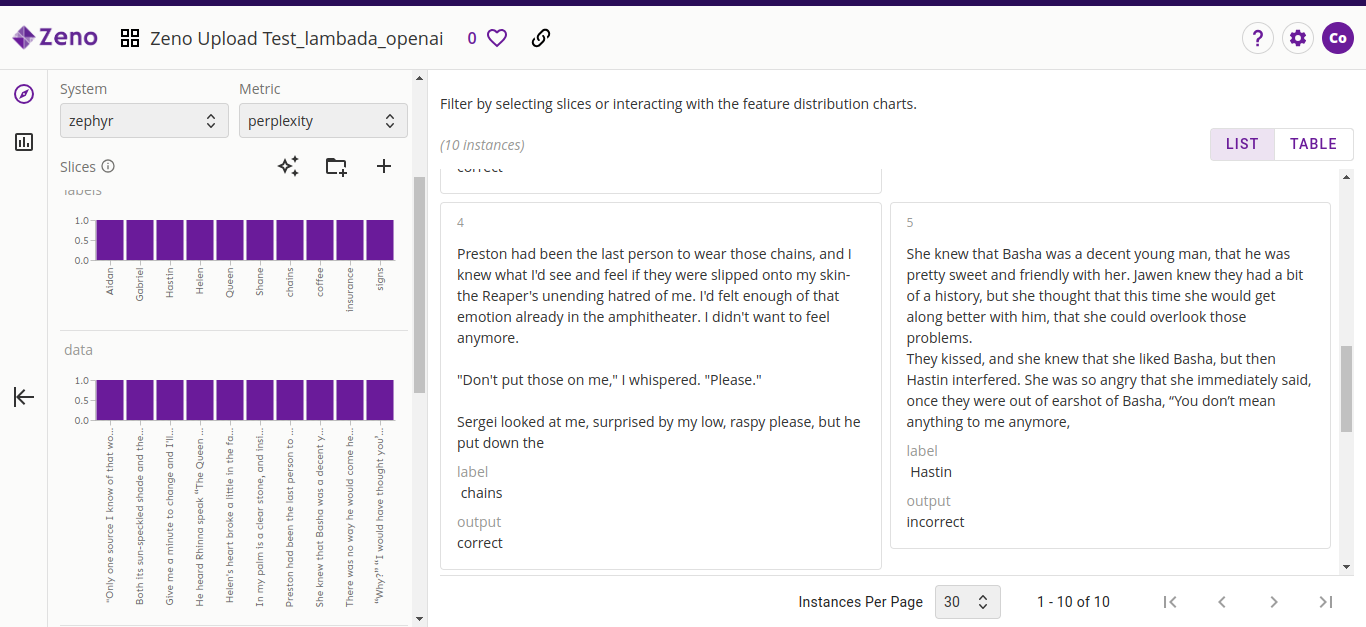 Zeno
Zeno Upload Test_lambada_openai
0
?
Co
System
Metric
zephyr
perplexity
Slices
labels
1.0
0.5
0.0
Aidan
Gabriel
Hastin
Helen
Queen
Shane
chains
coffee
insurance
signs
data
1.0
0.5
0.0
"Only one source I know of that wo...
Both its sun-speckled shade and the...
Give me a minute to change and I'll...
He heard Rhinna speak "The Queen ...
Helen's heart broke a little in the fa...
In my palm is a clear stone, and insi...
Preston had been the last person to ...
She knew that Basha was a decent y...
There was no way he would come he...
"Why?" "I would have thought you'...
Filter by selecting slices or interacting with the feature distribution charts.
(10 instances)
LIST
TABLE
correct
4
Preston had been the last person to wear those chains, and I
knew what I'd see and feel if they were slipped onto my skin-
the Reaper's unending hatred of me. I'd felt enough of that
emotion already in the amphitheater. I didn't want to feel
anymore.
"Don't put those on me," I whispered. "Please."
Sergei looked at me, surprised by my low, raspy please, but he
put down the
label
chains
output
correct
5
She knew that Basha was a decent young man, that he was
pretty sweet and friendly with her. Jawen knew they had a bit
of a history, but she thought that this time she would get
along better with him, that she could overlook those
problems.
They kissed, and she knew that she liked Basha, but then
Hastin interfered. She was so angry that she immediately said,
once they were out of earshot of Basha, “You don’t mean
anything to me anymore,
label
Hastin
output
incorrect
Instances Per Page
30
1 - 10 of 10